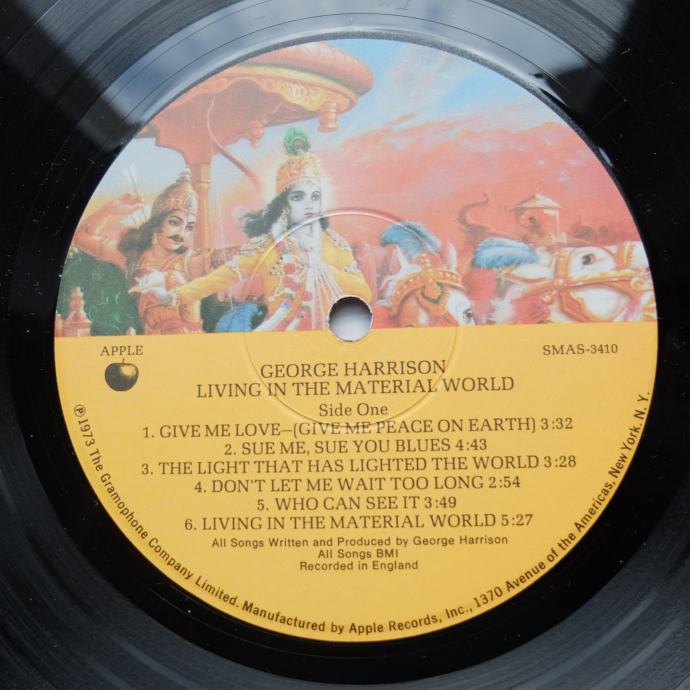 APPLE
SMAS-3410
GEORGE HARRISON
LIVING IN THE MATERIAL WORLD
Side One
1. GIVE ME LOVE—(GIVE ME PEACE ON EARTH) 3:32
2. SUE ME, SUE YOU BLUES 4:43
3. THE LIGHT THAT HAS LIGHTED THE WORLD 3:28
4. DON'T LET ME WAIT TOO LONG 2:54
5. WHO CAN SEE IT 3:49
6. LIVING IN THE MATERIAL WORLD 5:27
All Songs Written and Produced by George Harrison
All Songs BMI
Recorded in England
℗1973 The Gramophone Company Limited. Manufactured by Apple Records, Inc., 1370 Avenue of the Americas, New York, N. Y.